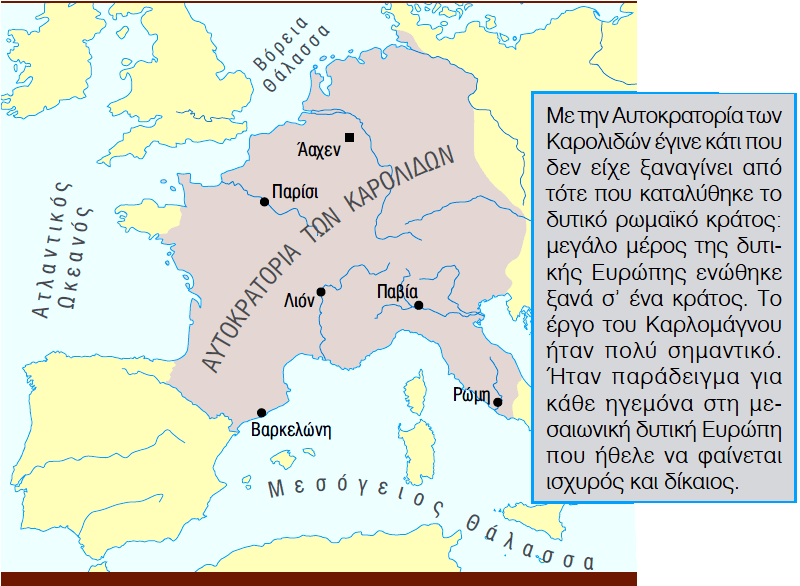 Βόρεια
Θάλασσα
Άαχεν
Παρίσι
ΑΥΤΟΚΡΑΤΟΡΙΑ ΤΩΝ ΚΑΡΟΛΙΔΩΝ
Ατλαντικός
Ωκεανός
Λιόν
Παβία
Ρώμη
Βαρκελώνη
Μεσόγειος Θάλασσα
Με την Αυτοκρατορία των
Καρολιδών έγινε κάτι που
δεν είχε ξαναγίνει από
τότε που καταλύθηκε το
δυτικό ρωμαϊκό κράτος:
μεγάλο μέρος της δυτι-
κής Ευρώπης ενώθηκε
ξανά σ' ένα κράτος. Το
έργο του Καρλομάγνου
ήταν πολύ σημαντικό.
Ήταν παράδειγμα για
κάθε ηγεμόνα στη με-
σαιωνική δυτική Ευρώπη
που ήθελε να φαίνεται
ισχυρός και δίκαιος.